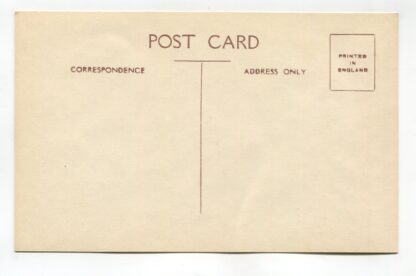 POST CARD
CORRESPONDENCE
ADDRESS ONLY
PRINTED
IN
ENGLAND